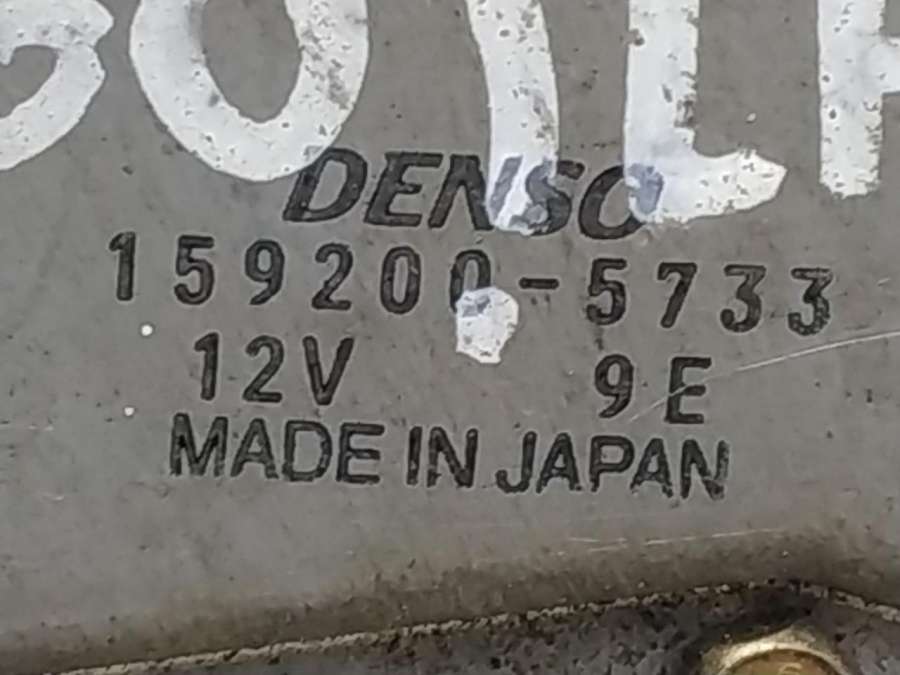 DENSO
159200-5733
12V 9E
MADE IN JAPAN